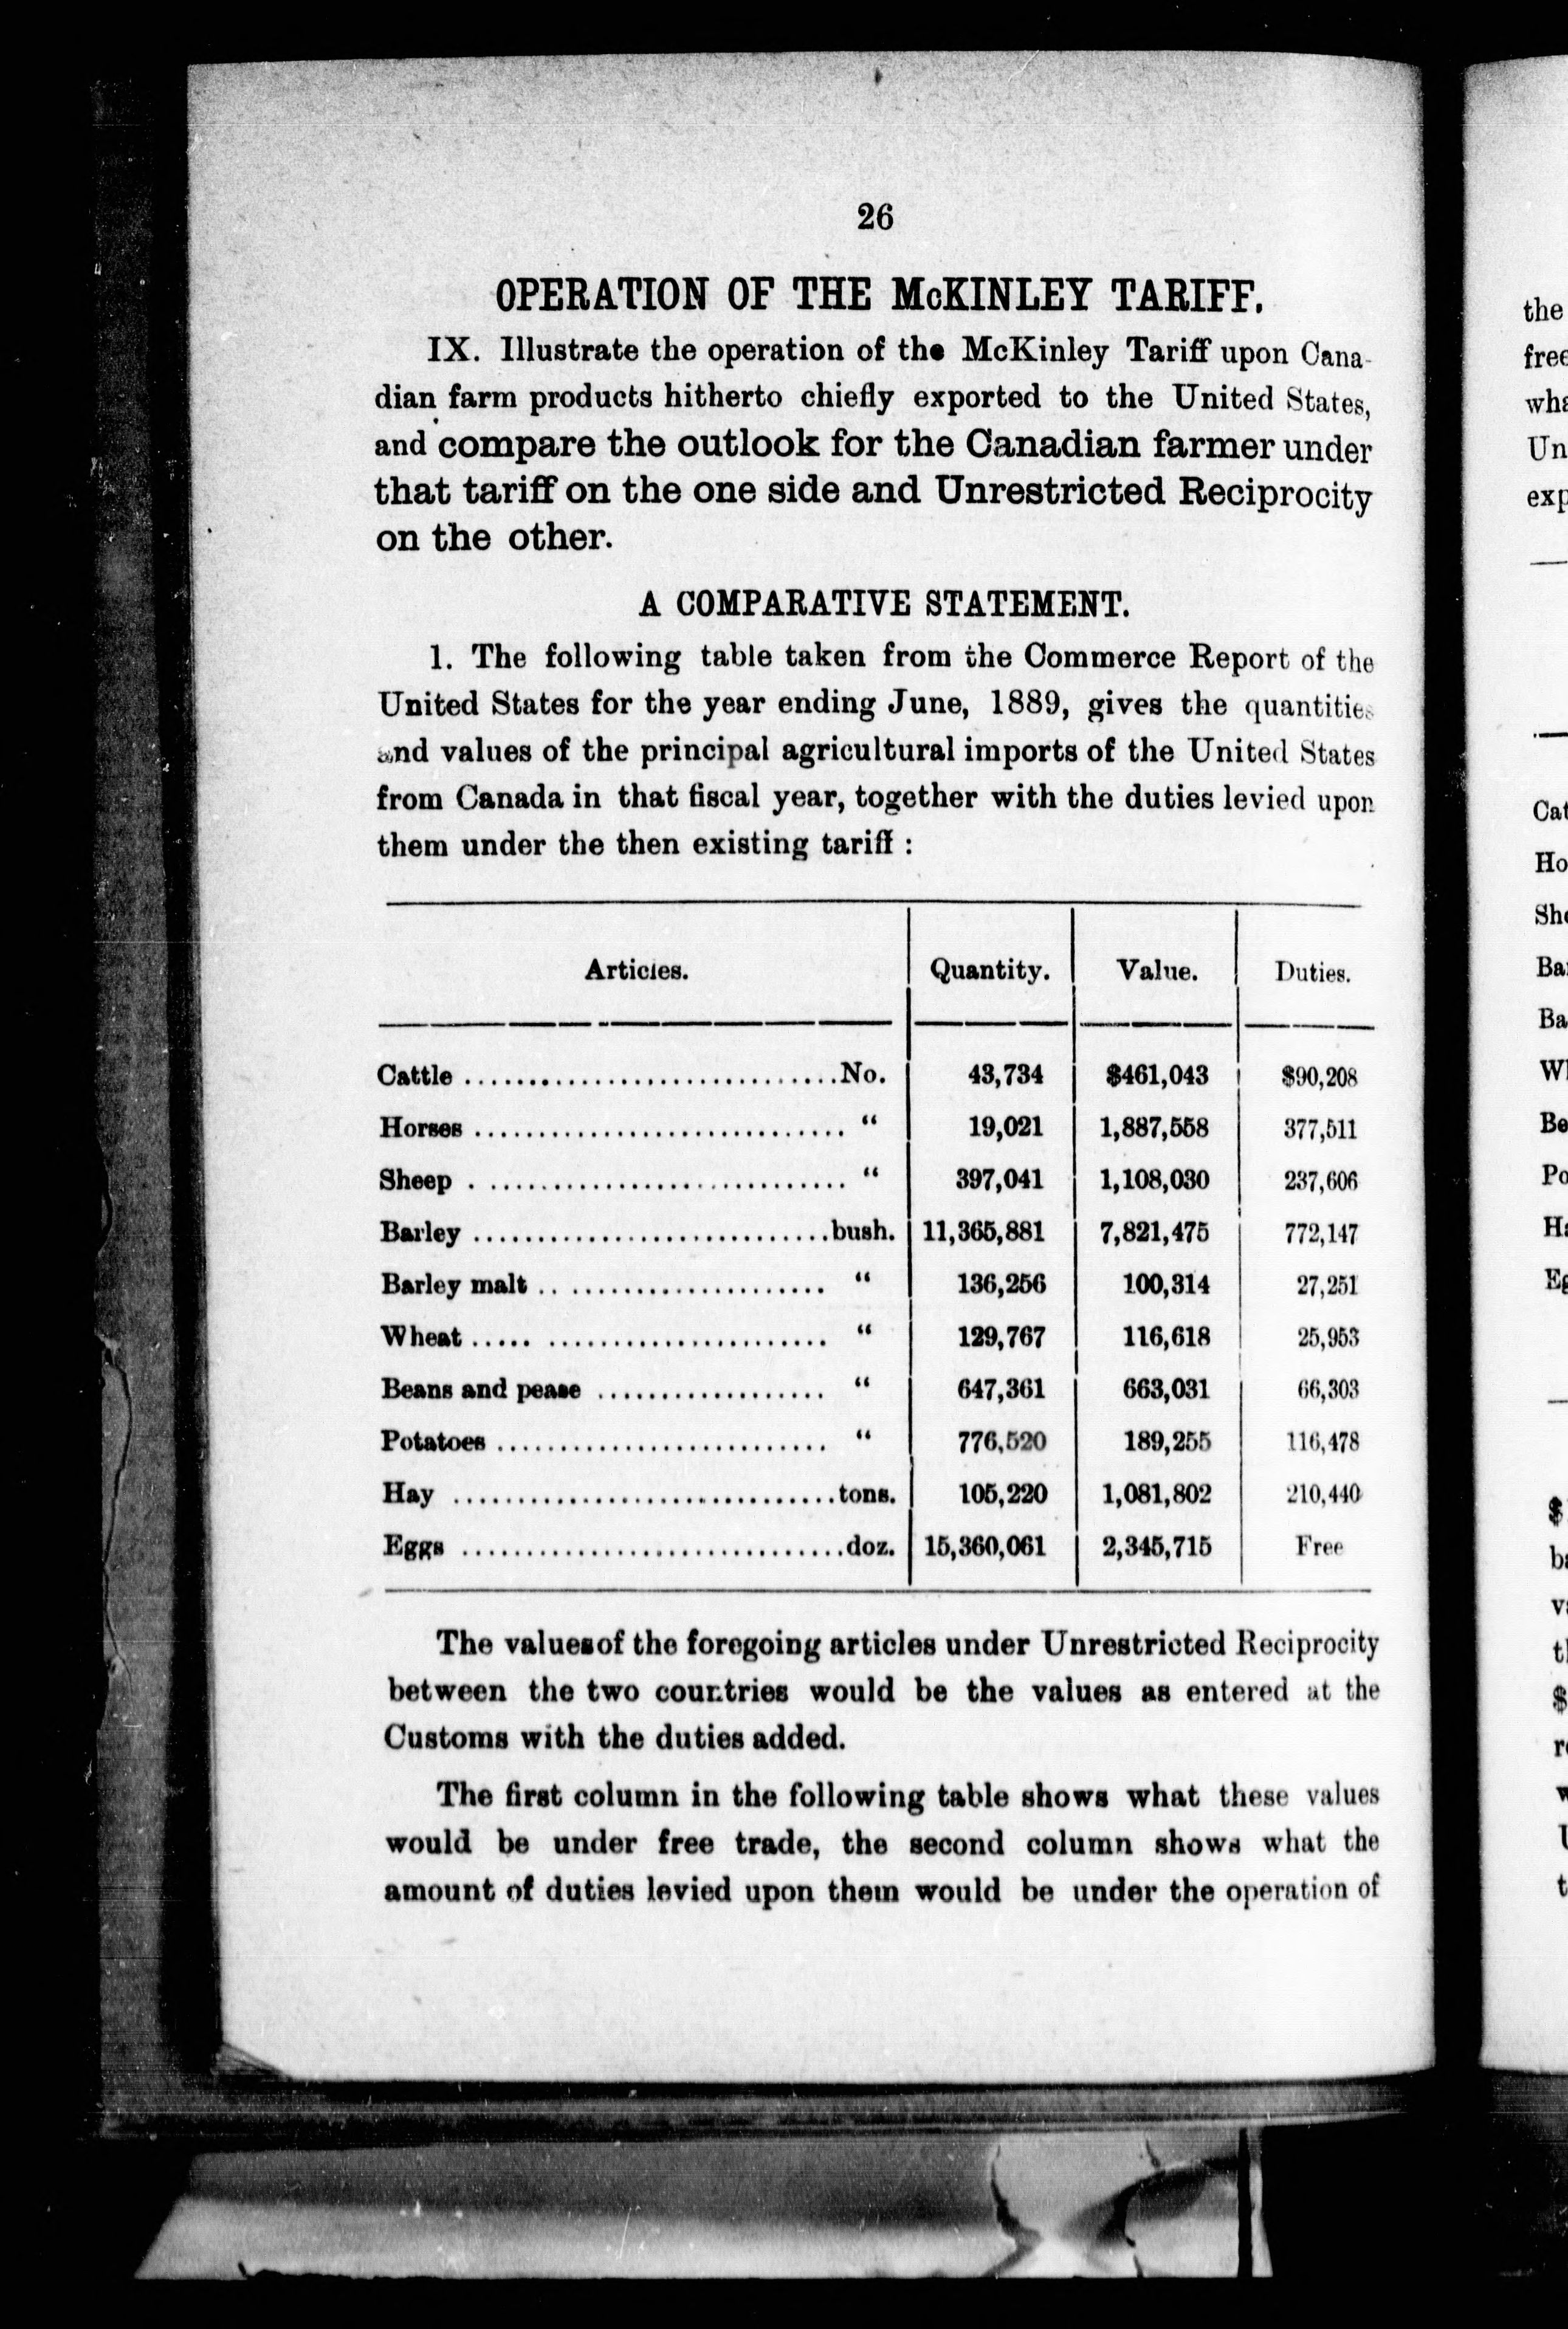 26
OPERATION OF THE McKINLEY TARIFF.
IX. Illustrate the operation of the McKinley Tariff upon Cana-
dian farm products hitherto chiefly exported to the United States,
and compare the outlook for the Canadian farmer under
that tariff on the one side and Unrestricted Reciprocity
on the other.
A COMPARATIVE STATEMENT.
1. The following table taken from the Commerce Report of the
United States for the year ending June, 1889, gives the quantities
and values of the principal agricultural imports of the United States
from Canada in that fiscal year, together with the duties levied upon
them under the then existing tariff :
Articles. Quantity. Value. Duties.
Cattle ..............................No. 43,734 $461,043 $90,208
Horses ............................. “ 19,021 1,887,558 377,511
Sheep . ............................ “ 397,041 1,108,030 237,606
Barley ............................bush. 11,365,881 7,821,475 772,147
Barley malt .. .................... “ 136,256 100,314 27,251
Wheat ..... ...................... “ 129,767 116,618 25,953
Beans and pease .................. “ 647,361 663,031 66,303
Potatoes .......................... “ 776,520 189,255 116,478
Hay ..............................tons. 105,220 1,081,802 210,440
Eggs ..............................doz. 15,360,061 2,345,715 Free
The values of the foregoing articles under Unrestricted Reciprocity
between the two countries would be the values as entered at the
Customs with the duties added.
The first column in the following table shows what these values
would be under free trade, the second column shows what the
amount of duties levied upon them would be under the operation of
the